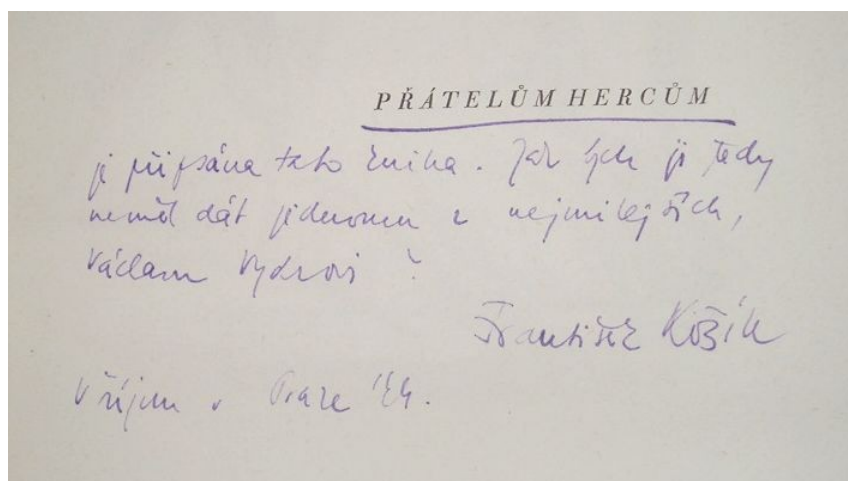 PŘÁTELŮM HERCŮM
je připsána tato kniha. Jak bych ji tedy
neměl dát jednomu z nejmilejších,
Václavu Vydrovi?
František Kožík
V říjnu v Praze '44.